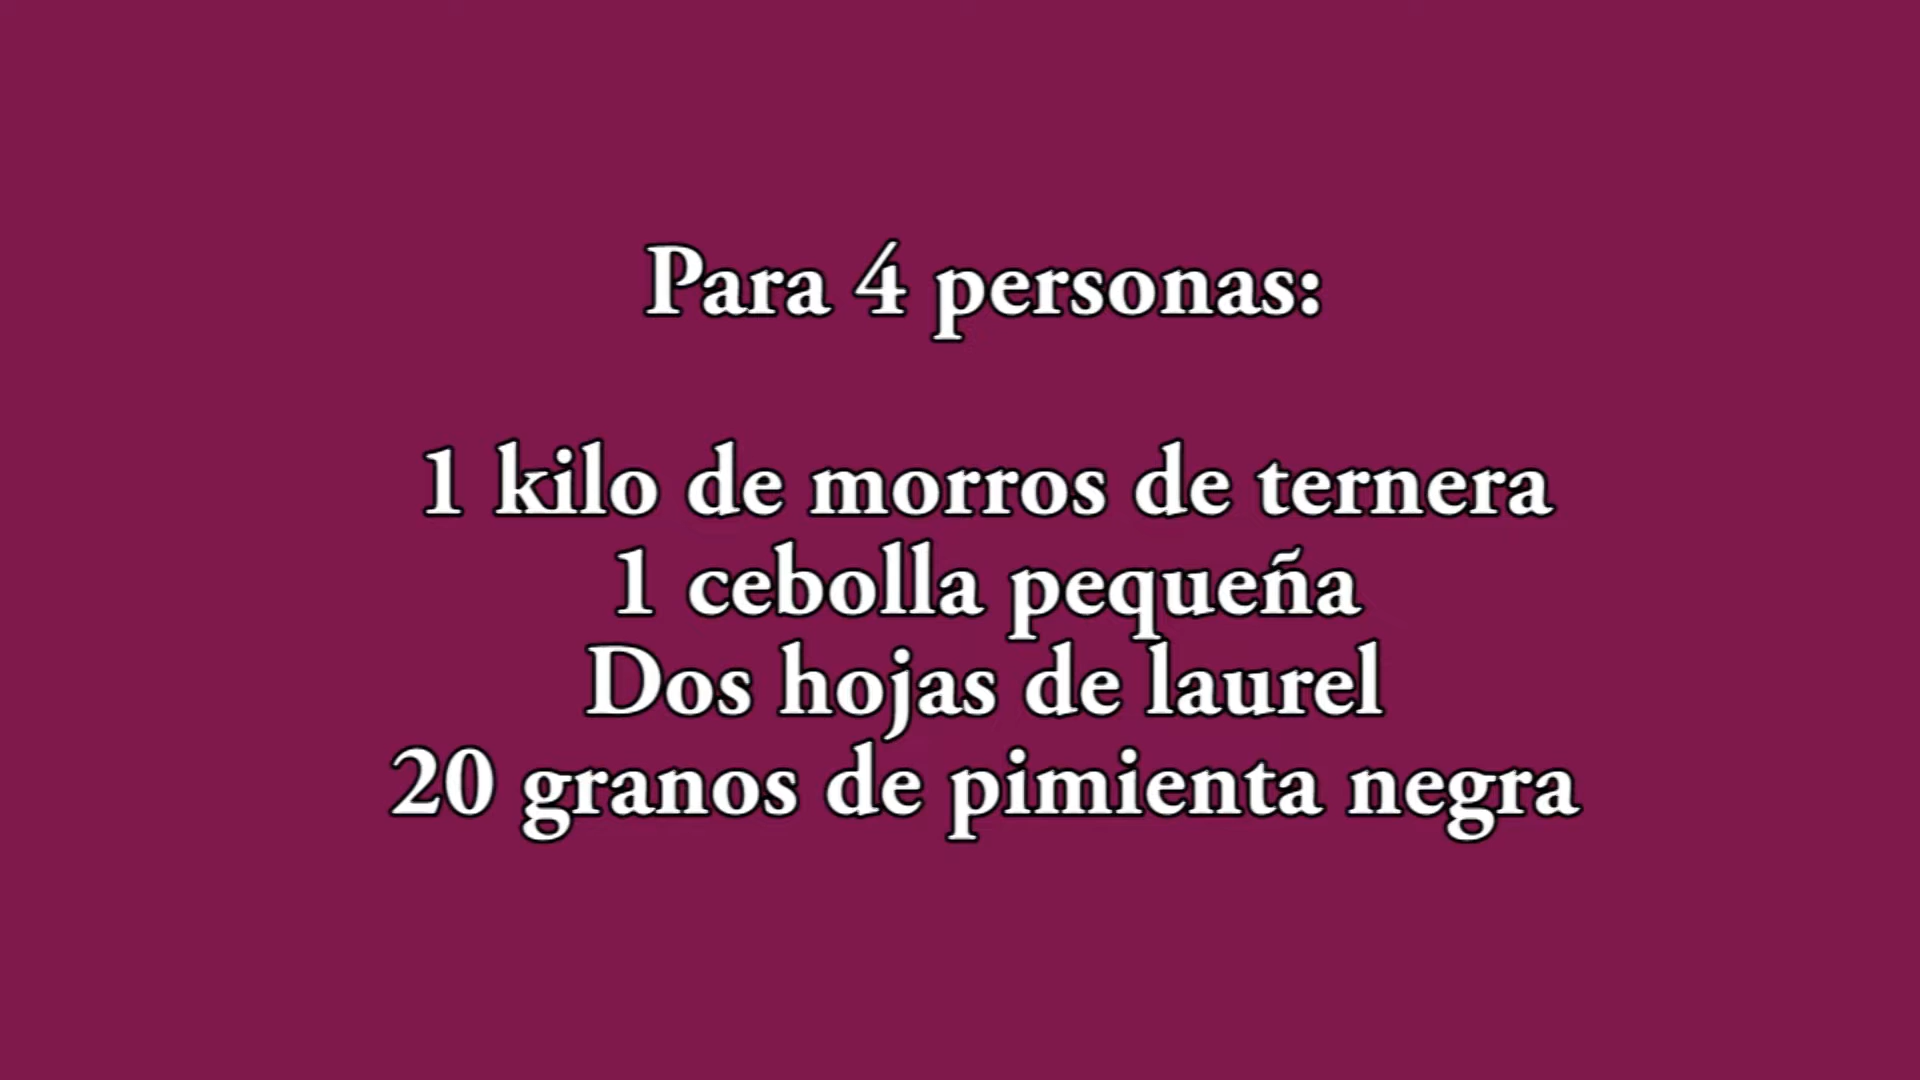 Para 4 personas:
1 kilo de morros de ternera
1 cebolla pequeña
Dos hojas de laurel
20 granos de pimienta negra